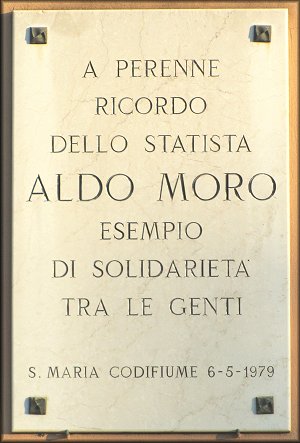 A PERENNE
RICORDO
DELLO STATISTA
ALDO MORO
ESEMPIO
DI SOLIDARIETA'
TRA LE GENTI
S. MARIA CODIFIUME 6-5-1979